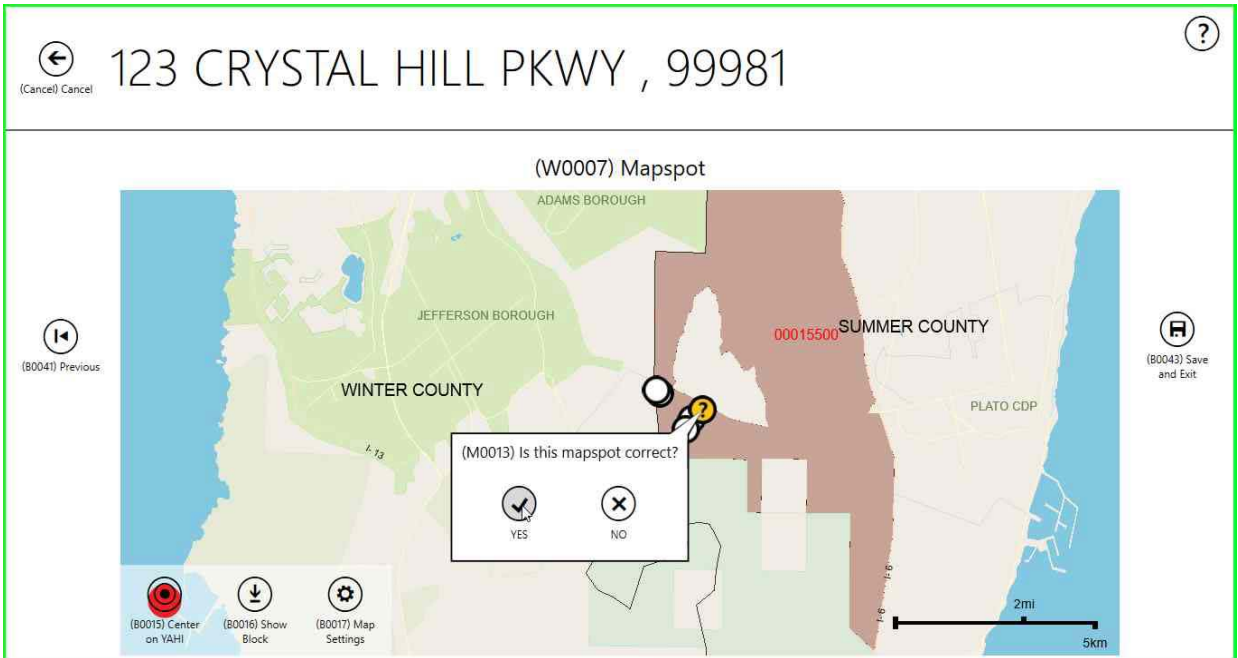 ?
(Cancel) Cancel
123 CRYSTAL HILL PKWY , 99981
(W0007) Mapspot
ADAMS BOROUGH
JEFFERSON BOROUGH
00015500
SUMMER COUNTY
(B0041) Previous
(B0043) Save
and Exit
WINTER COUNTY
PLATO CDP
?
I- 13
(M0013) Is this mapspot correct?
YES
NO
I-6
I-6
(B0015) Center
on YAHI
(B0016) Show
Block
(B0017) Map
Settings
2mi
5km